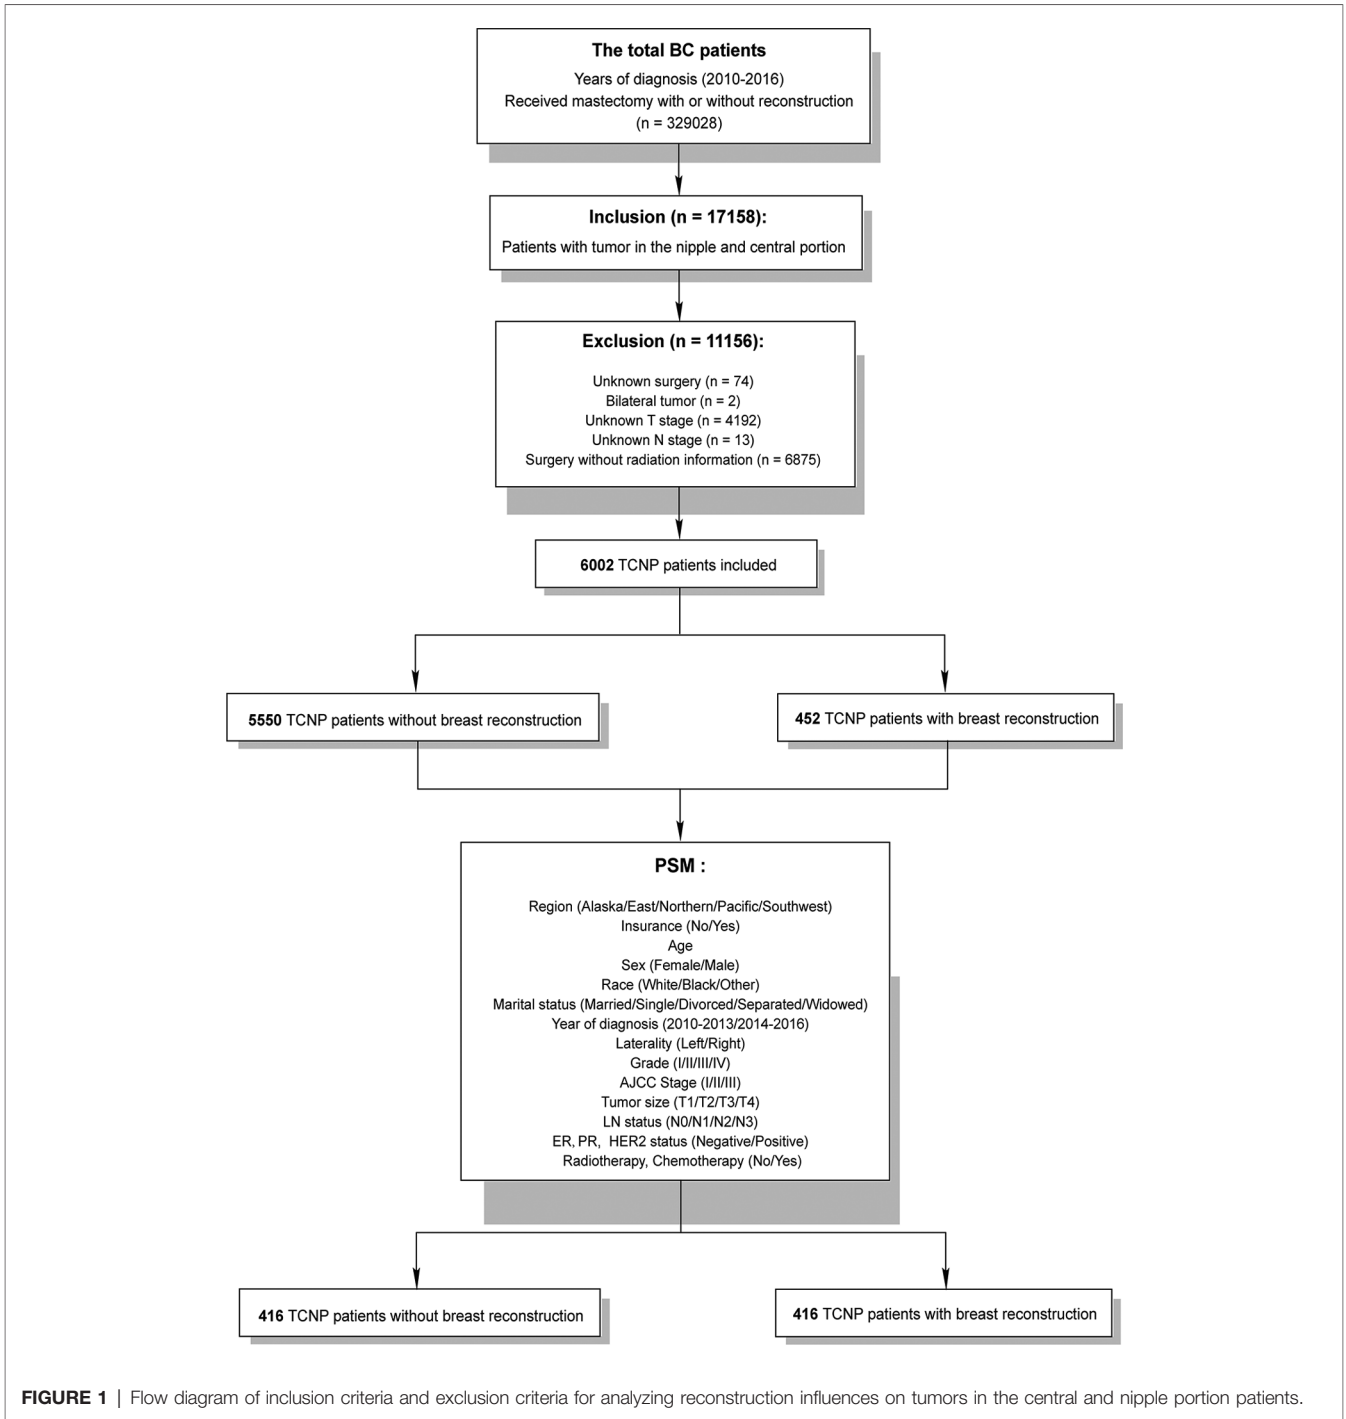 The total BC patients
Years of diagnosis (2010-2016)
Received mastectomy with or without reconstruction
(n = 329028)
Inclusion (n = 17158):
Patients with tumor in the nipple and central portion
Exclusion (n = 11156):
Unknown surgery (n = 74)
Bilateral tumor (n = 2)
Unknown T stage (n = 4192)
Unknown N stage (n = 13)
Surgery without radiation information (n = 6875)
6002 TCNP patients included
5550 TCNP patients without breast reconstruction
452 TCNP patients with breast reconstruction
PSM :
Region (Alaska/East/Northern/Pacific/Southwest)
Insurance (No/Yes)
Age
Sex (Female/Male)
Race (White/Black/Other)
Marital status (Married/Single/Divorced/Separated/Widowed)
Year of diagnosis (2010-2013/2014-2016)
Laterality (Left/Right)
Grade (I/II/III/IV)
AJCC Stage (I/II/III)
Tumor size (T1/T2/T3/T4)
LN status (N0/N1/N2/N3)
ER, PR, HER2 status (Negative/Positive)
Radiotherapy, Chemotherapy (No/Yes)
416 TCNP patients without breast reconstruction
416 TCNP patients with breast reconstruction
FIGURE 1 | Flow diagram of inclusion criteria and exclusion criteria for analyzing reconstruction influences on tumors in the central and nipple portion patients.